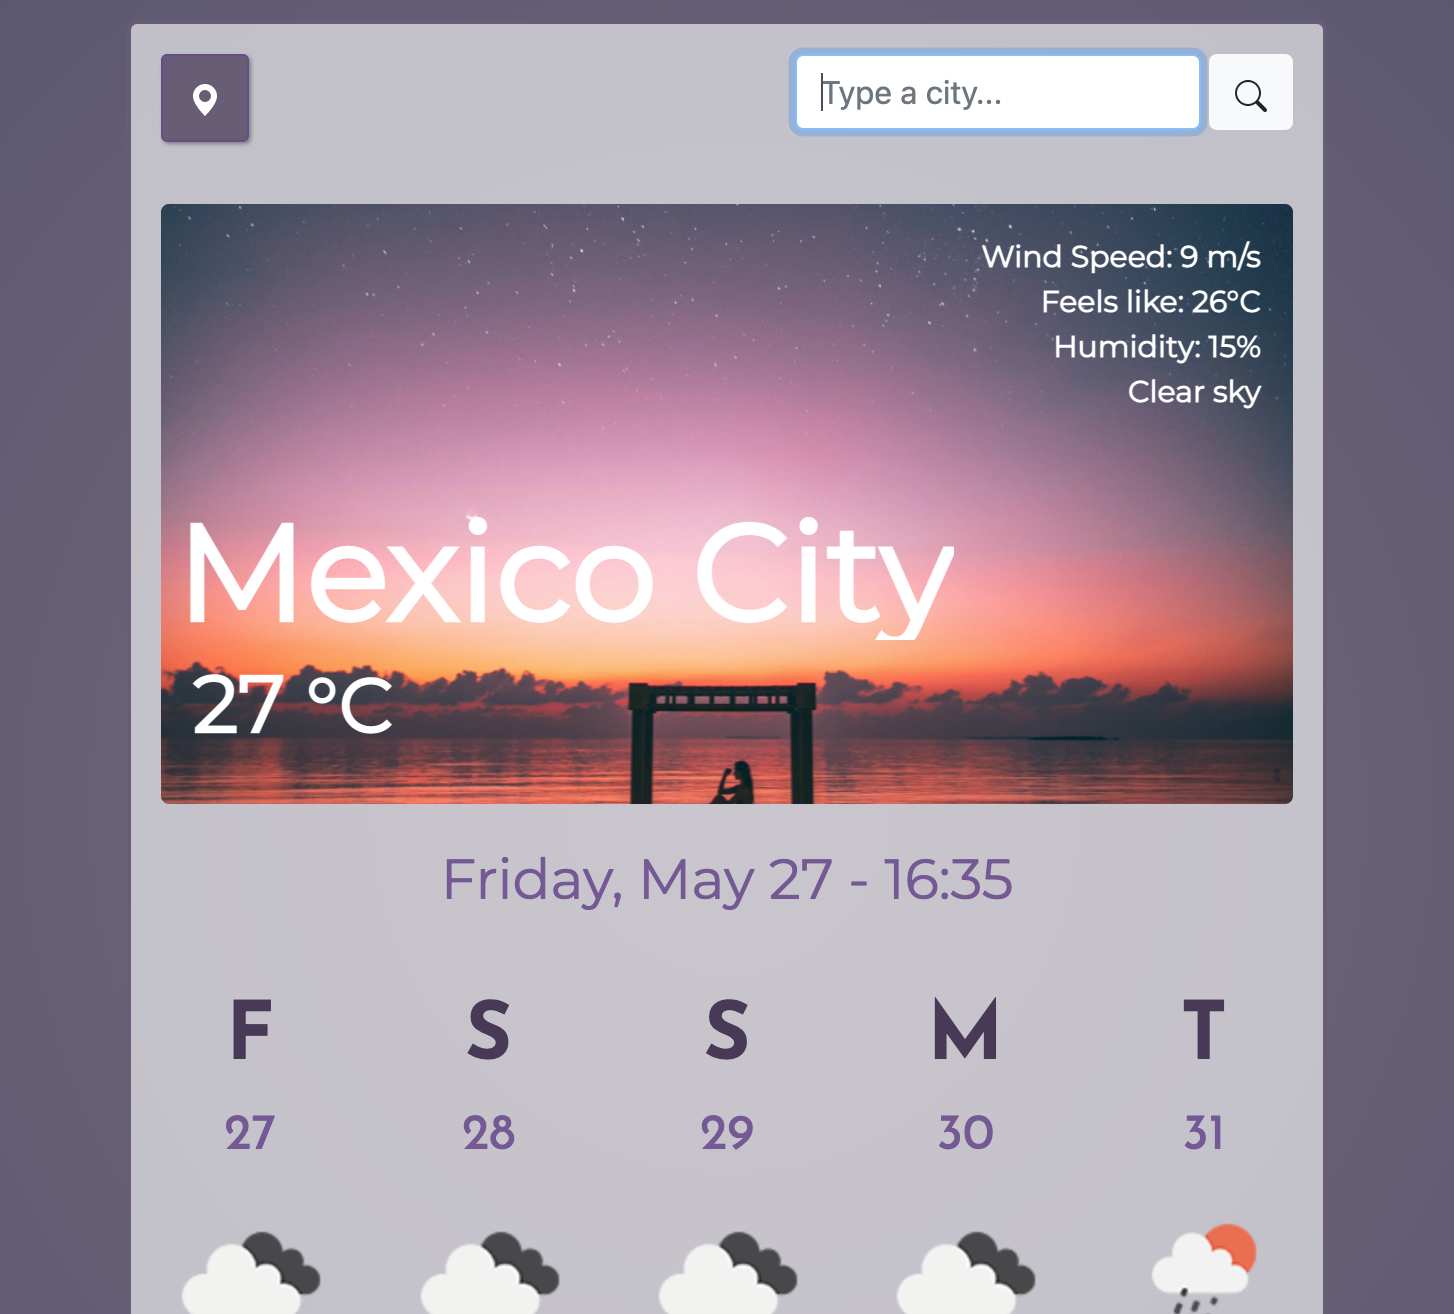 Type a city...
Wind Speed: 9 m/s
Feels like: 26°C
Humidity: 15%
Clear sky
Mexico City
27 °C
Friday, May 27 - 16:35
F S S M T
27 28 29 30 31